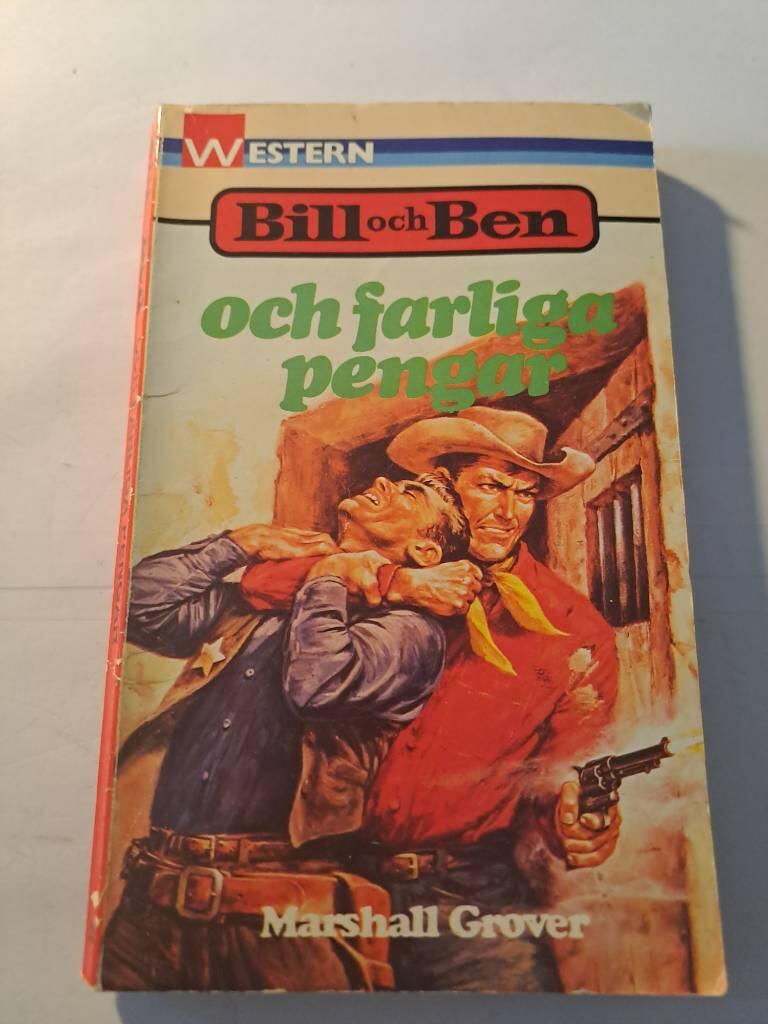 WESTERN
Bill och Ben
och farliga
pengar
Marshall Grover